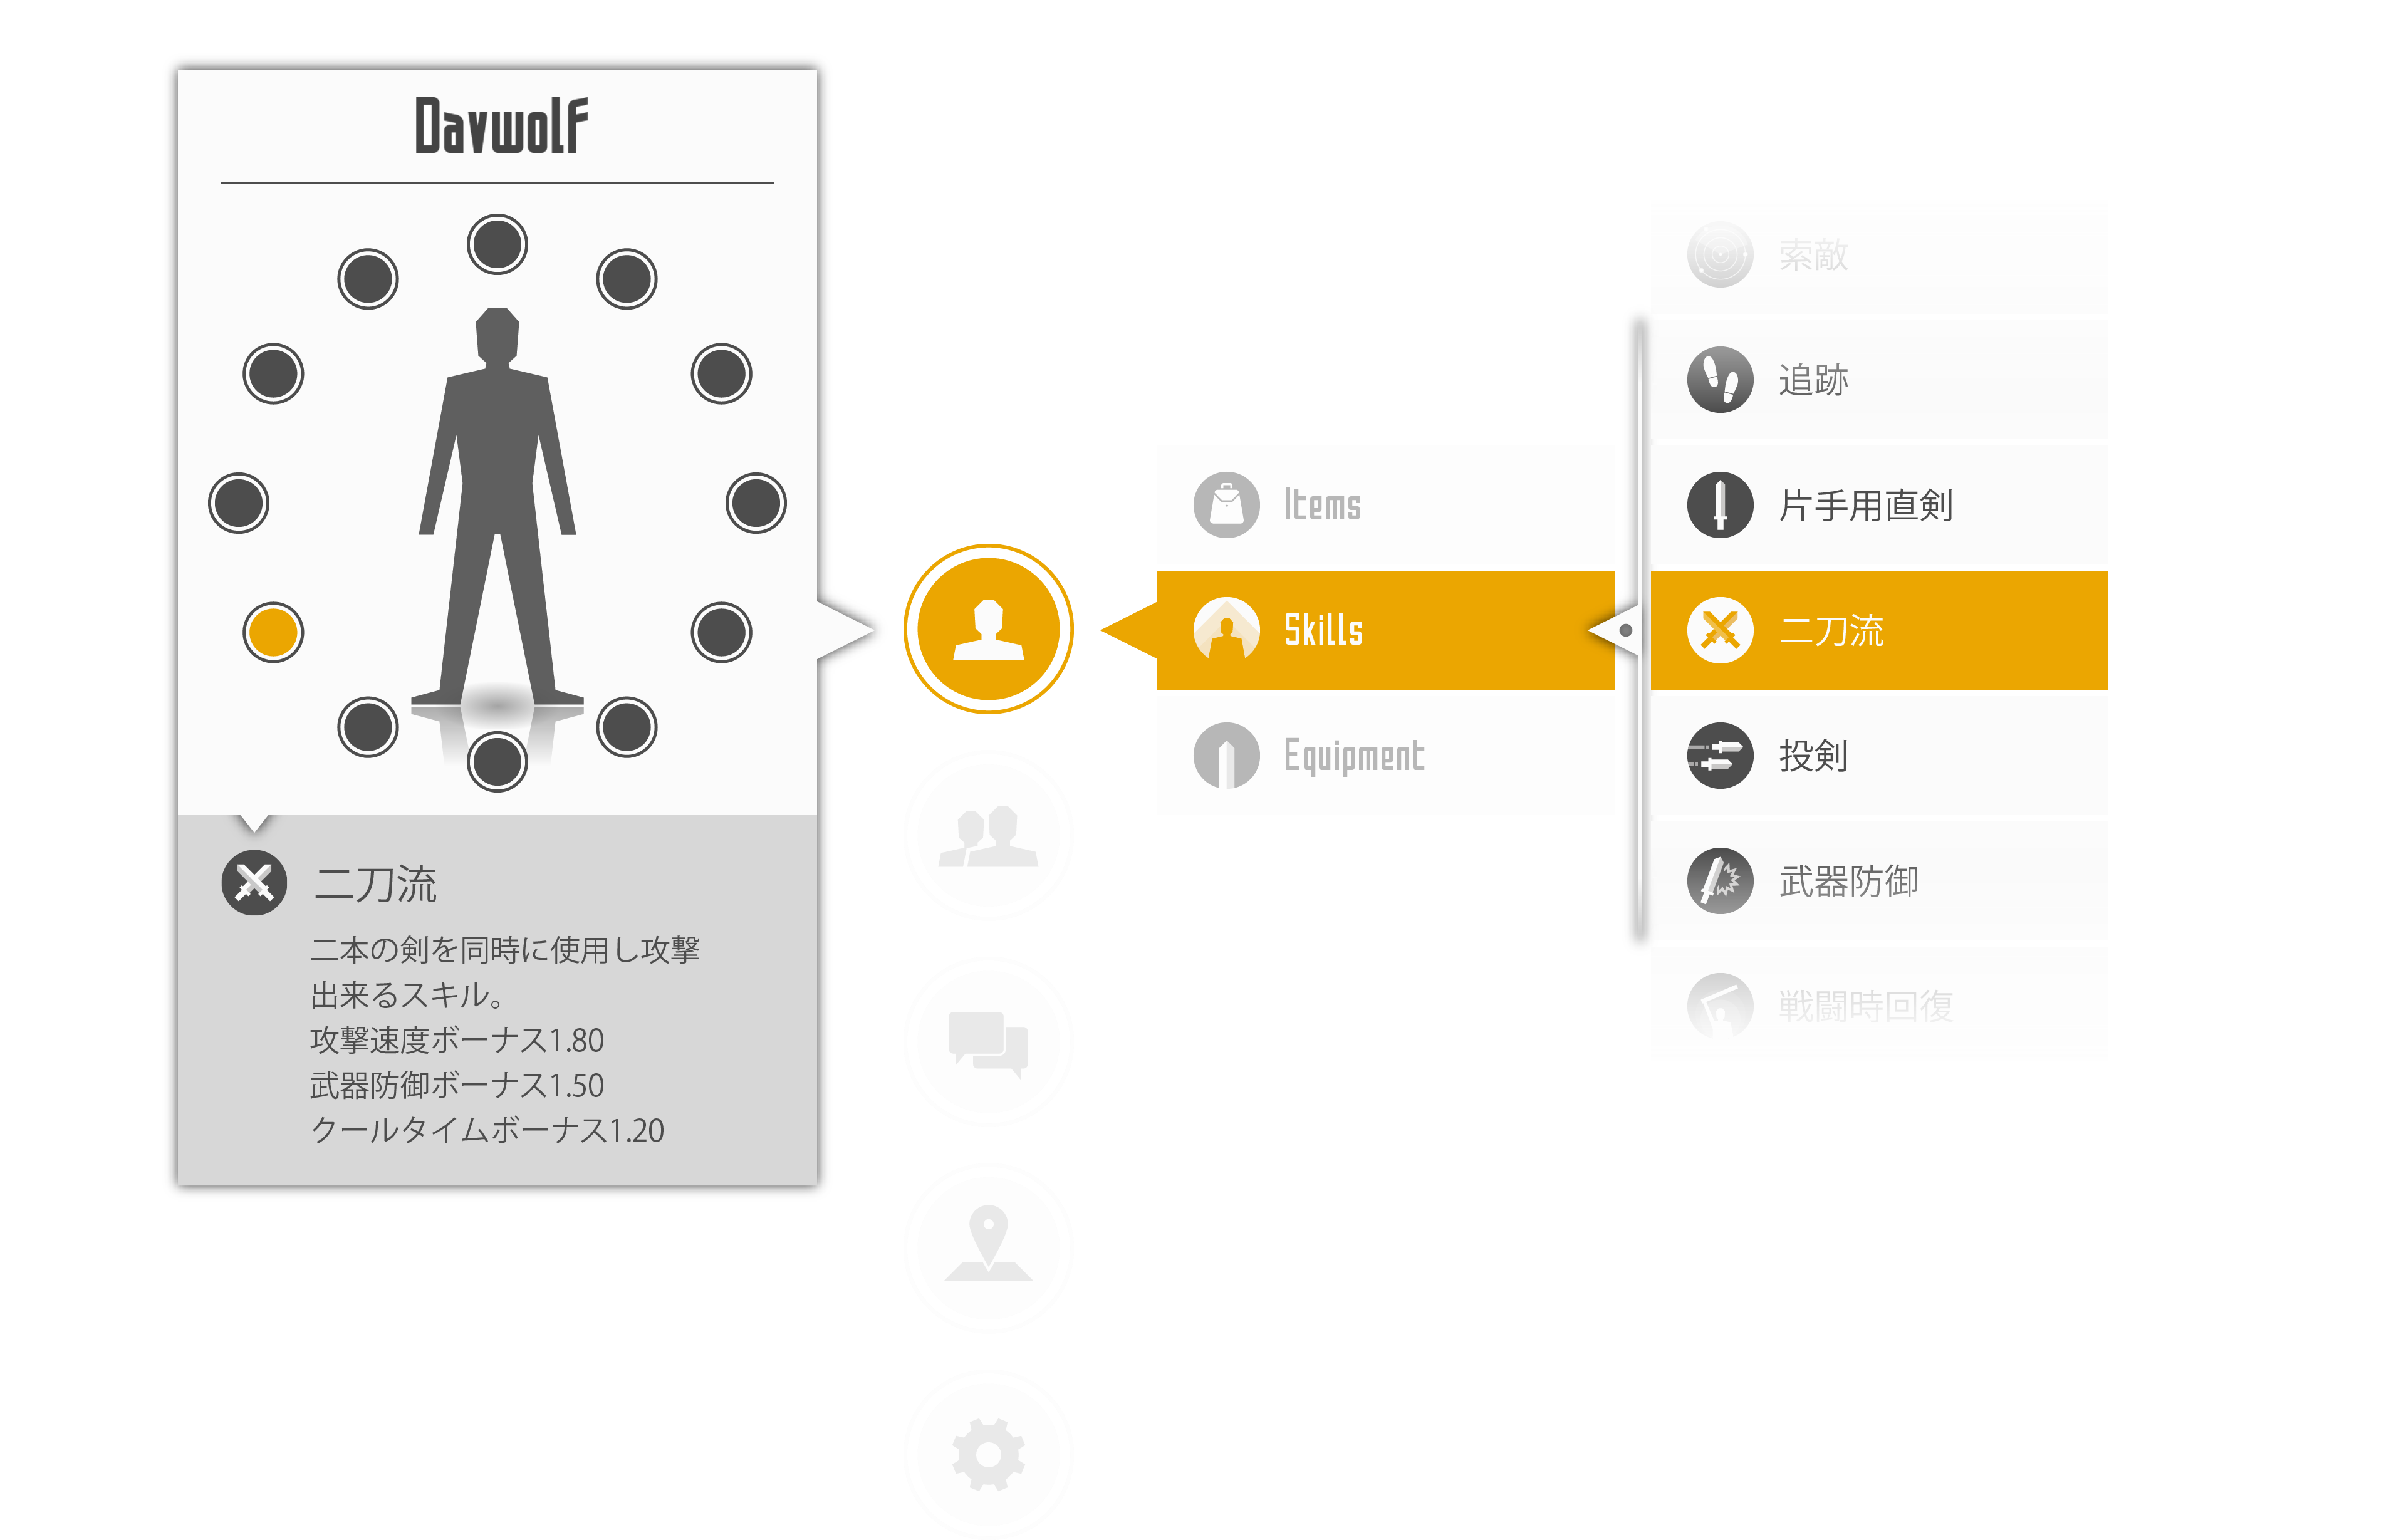 Davwolf
二刀流
二本の剣を同時に使用し攻撃
出来るスキル。
攻撃速度ボーナス1.80
武器防御ボーナス1.50
クールタイムボーナス1.20
Items
Skills
Equipment
索敵
追跡
片手用直剣
二刀流
投剣
武器防御
戦闘時回復